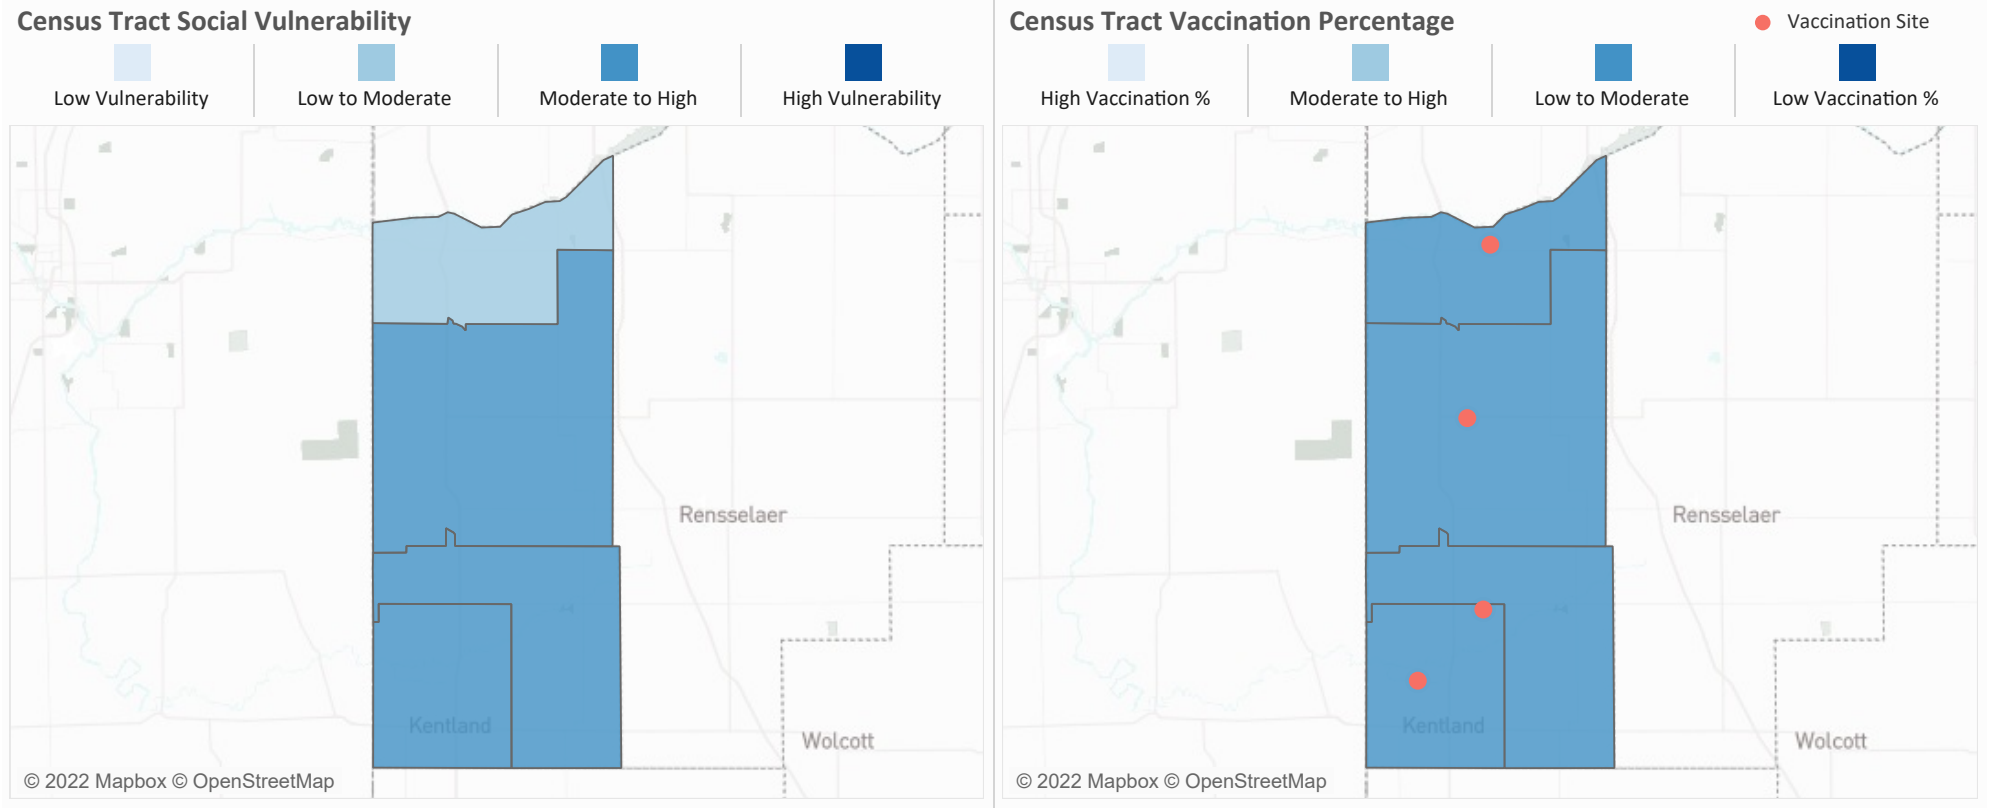 Census Tract Social Vulnerability
Low Vulnerability
Low to Moderate
Moderate to High
High Vulnerability
Rensselaer
Kentland
Wolcott
© 2022 Mapbox © OpenStreetMap
Census Tract Vaccination Percentage
Vaccination Site
High Vaccination %
Moderate to High
Low to Moderate
Low Vaccination %
Rensselaer
Kentland
Wolcott
© 2022 Mapbox © OpenStreetMap